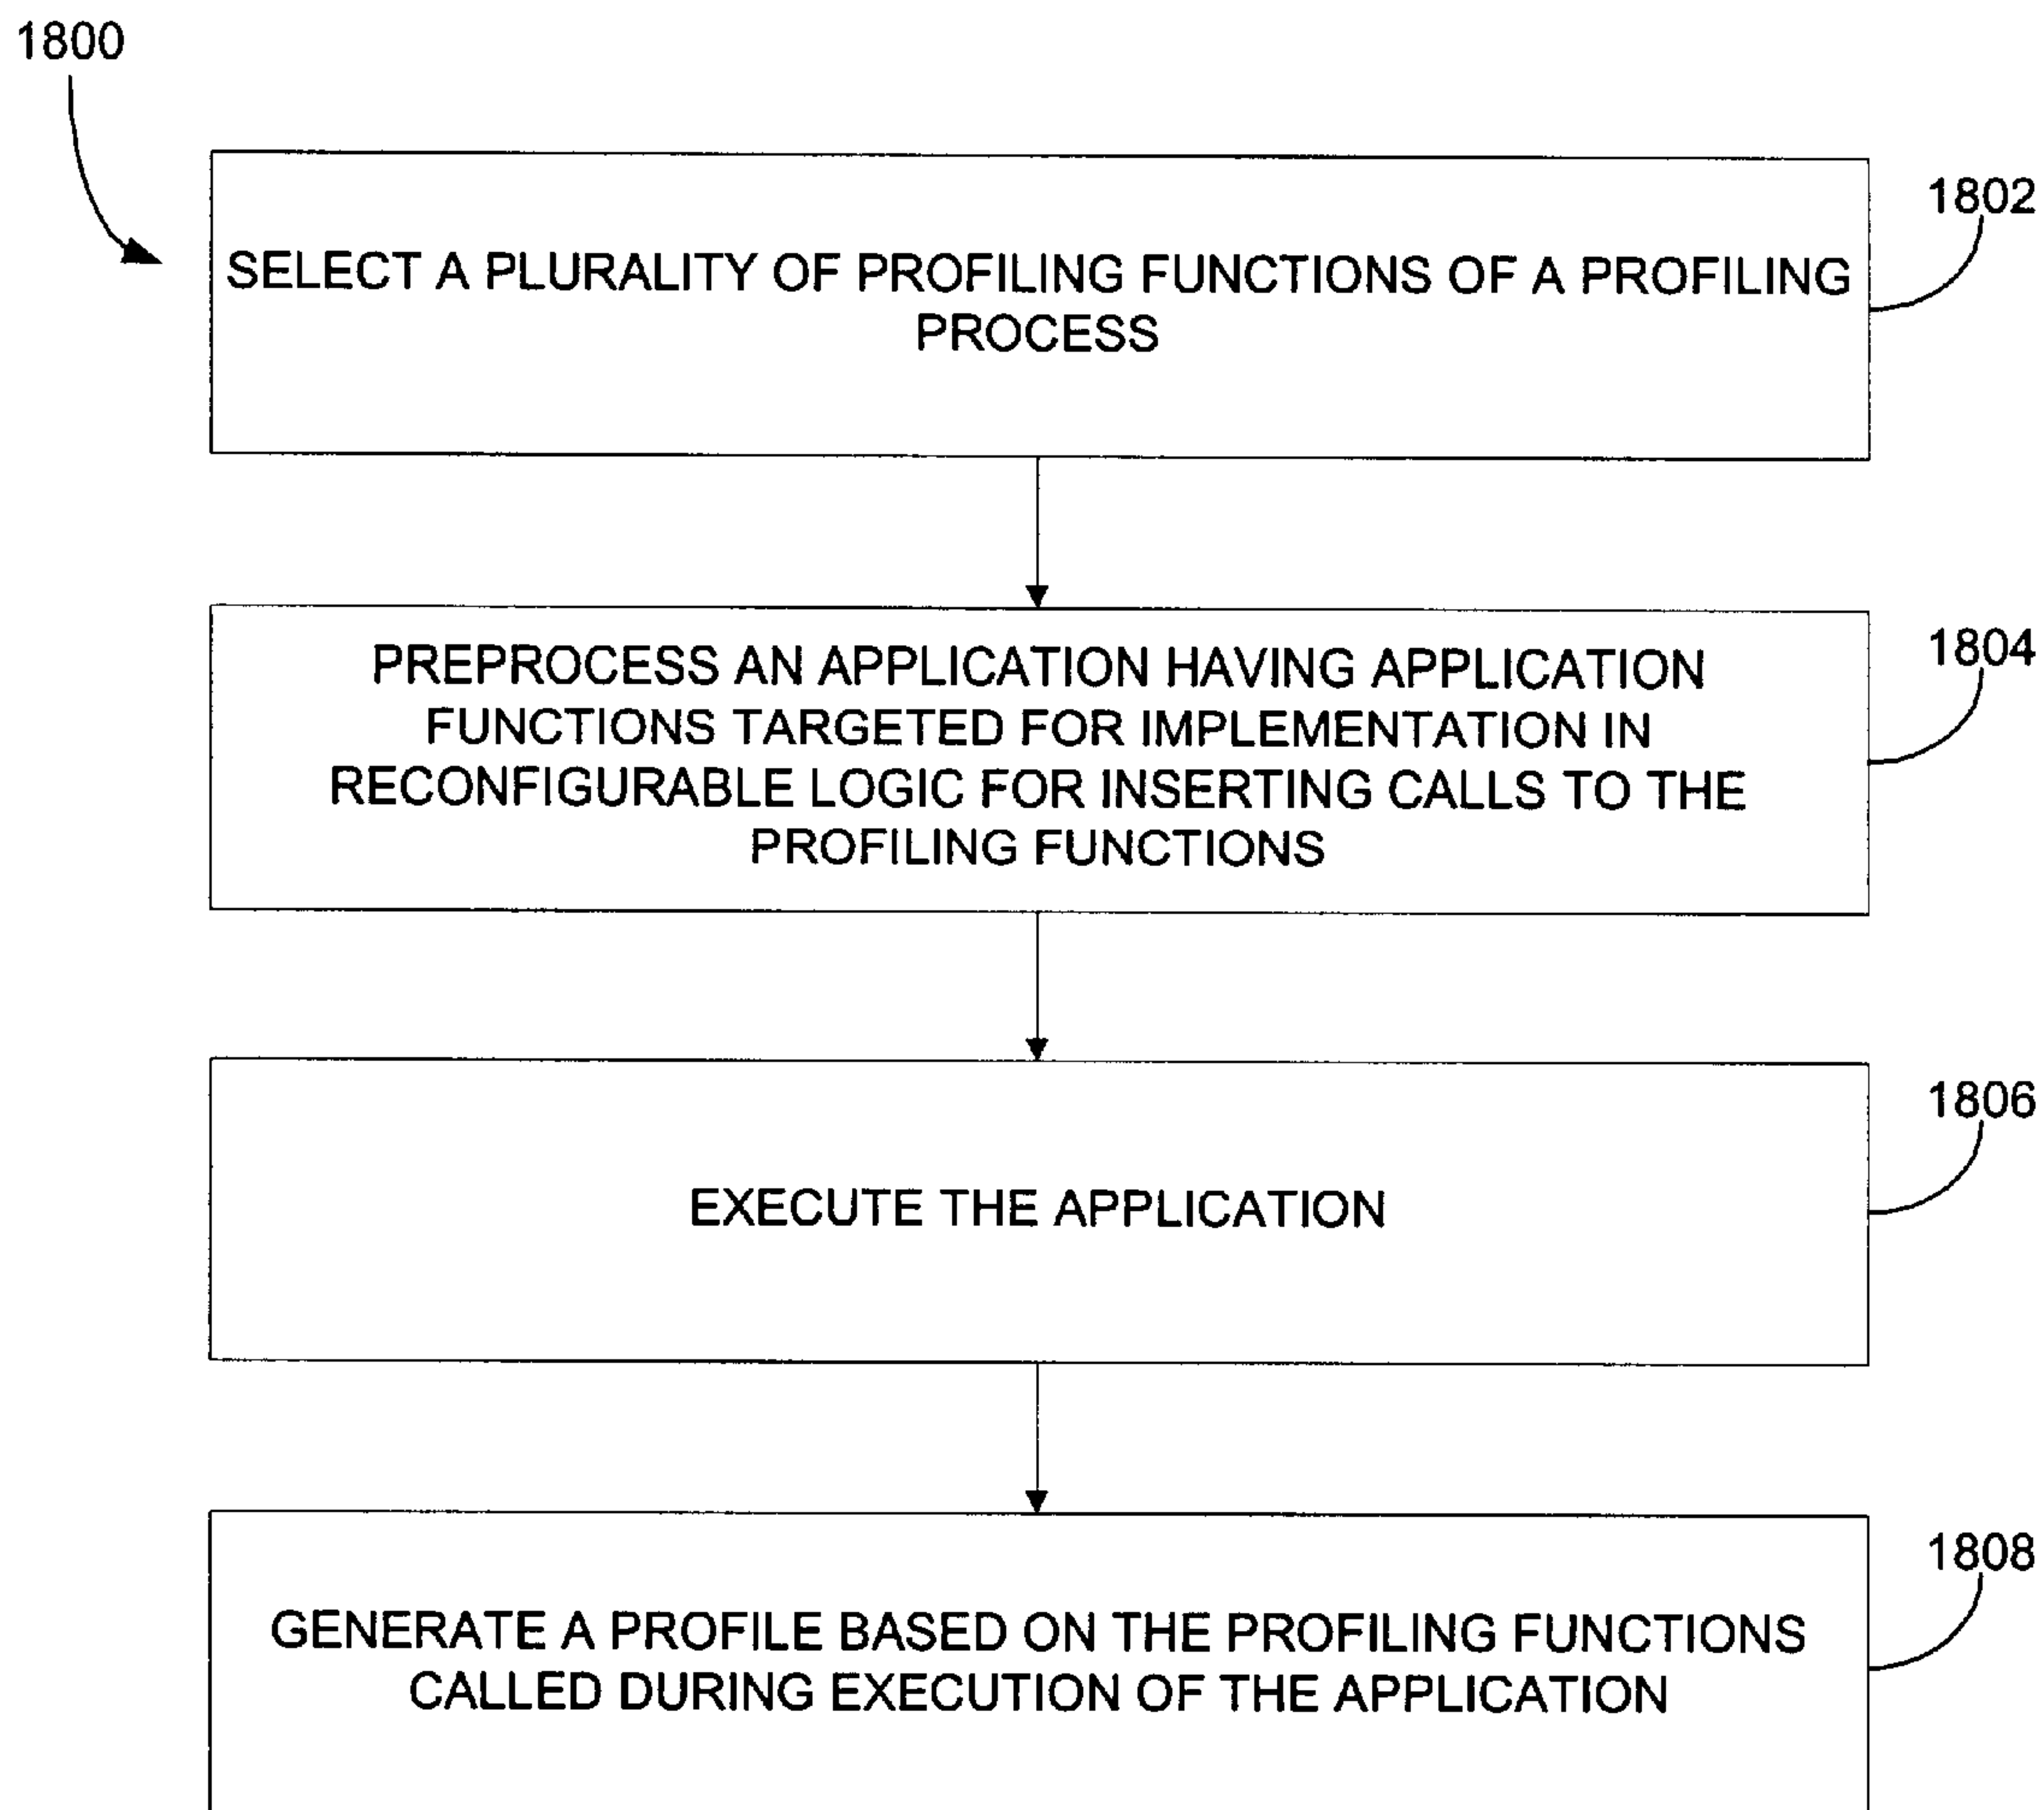 1800
1802
SELECT A PLURALITY OF PROFILING FUNCTIONS OF A PROFILING
PROCESS
1804
PREPROCESS AN APPLICATION HAVING APPLICATION
FUNCTIONS TARGETED FOR IMPLEMENTATION IN
RECONFIGURABLE LOGIC FOR INSERTING CALLS TO THE
PROFILING FUNCTIONS
1806
EXECUTE THE APPLICATION
1808
GENERATE A PROFILE BASED ON THE PROFILING FUNCTIONS
CALLED DURING EXECUTION OF THE APPLICATION